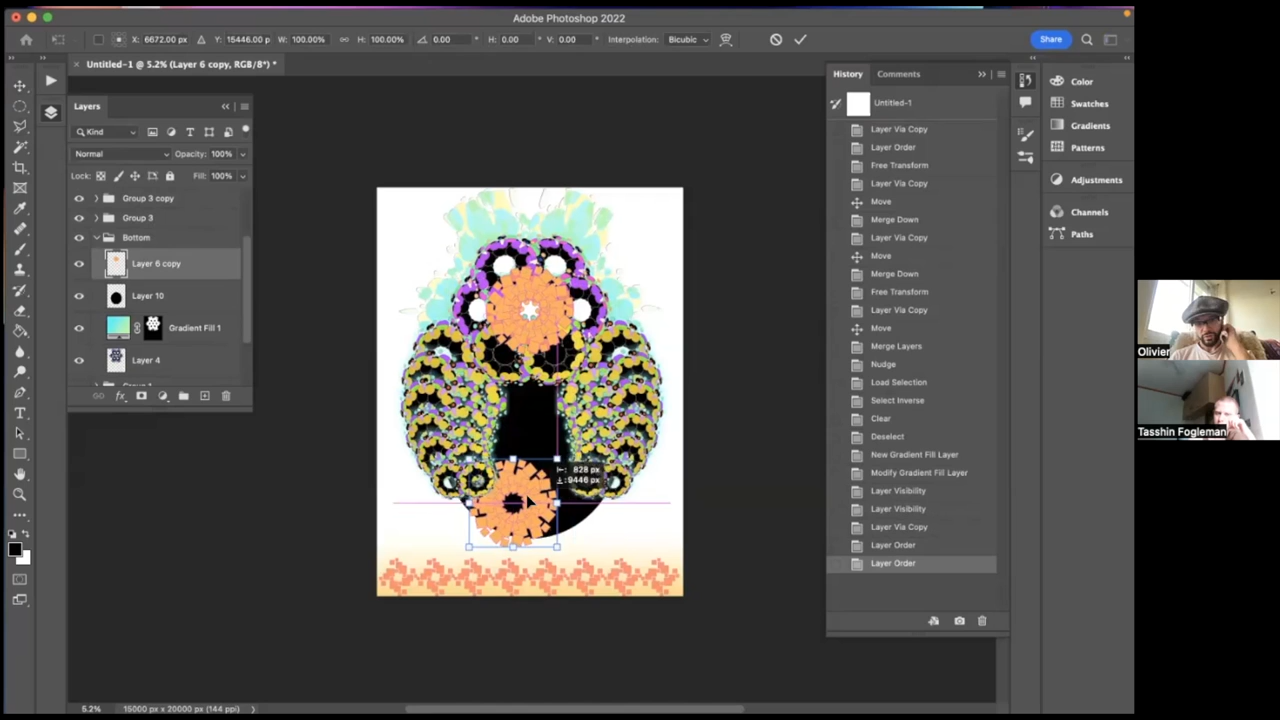 Adobe Photoshop 2022
X: 6672.00 px Y: 15446.00 p W: 100.00% H: 100.00% 0.00 H: 0.00 ° V: 0.00 ° Interpolation: Bicubic Share
Untitled-1 @ 5.2% (Layer 6 copy, RGB/8*) *
Layers
Kind
Normal Opacity: 100%
Lock: Fill: 100%
Group 3 copy
Group 3
Bottom
Layer 6 copy
Layer 10
Gradient Fill 1
Layer 4
828 px
9446 px
5.2% 15000 px x 20000 px (144 ppi)
History Comments
Untitled-1
Layer Via Copy
Layer Order
Free Transform
Layer Via Copy
Move
Merge Down
Layer Via Copy
Move
Merge Down
Free Transform
Layer Via Copy
Move
Merge Layers
Nudge
Load Selection
Select Inverse
Clear
Deselect
New Gradient Fill Layer
Modify Gradient Fill Layer
Layer Visibility
Layer Visibility
Layer Via Copy
Layer Order
Layer Order
Color
Swatches
Gradients
Patterns
Adjustments
Channels
Paths
Olivier
Tasshin Fogleman